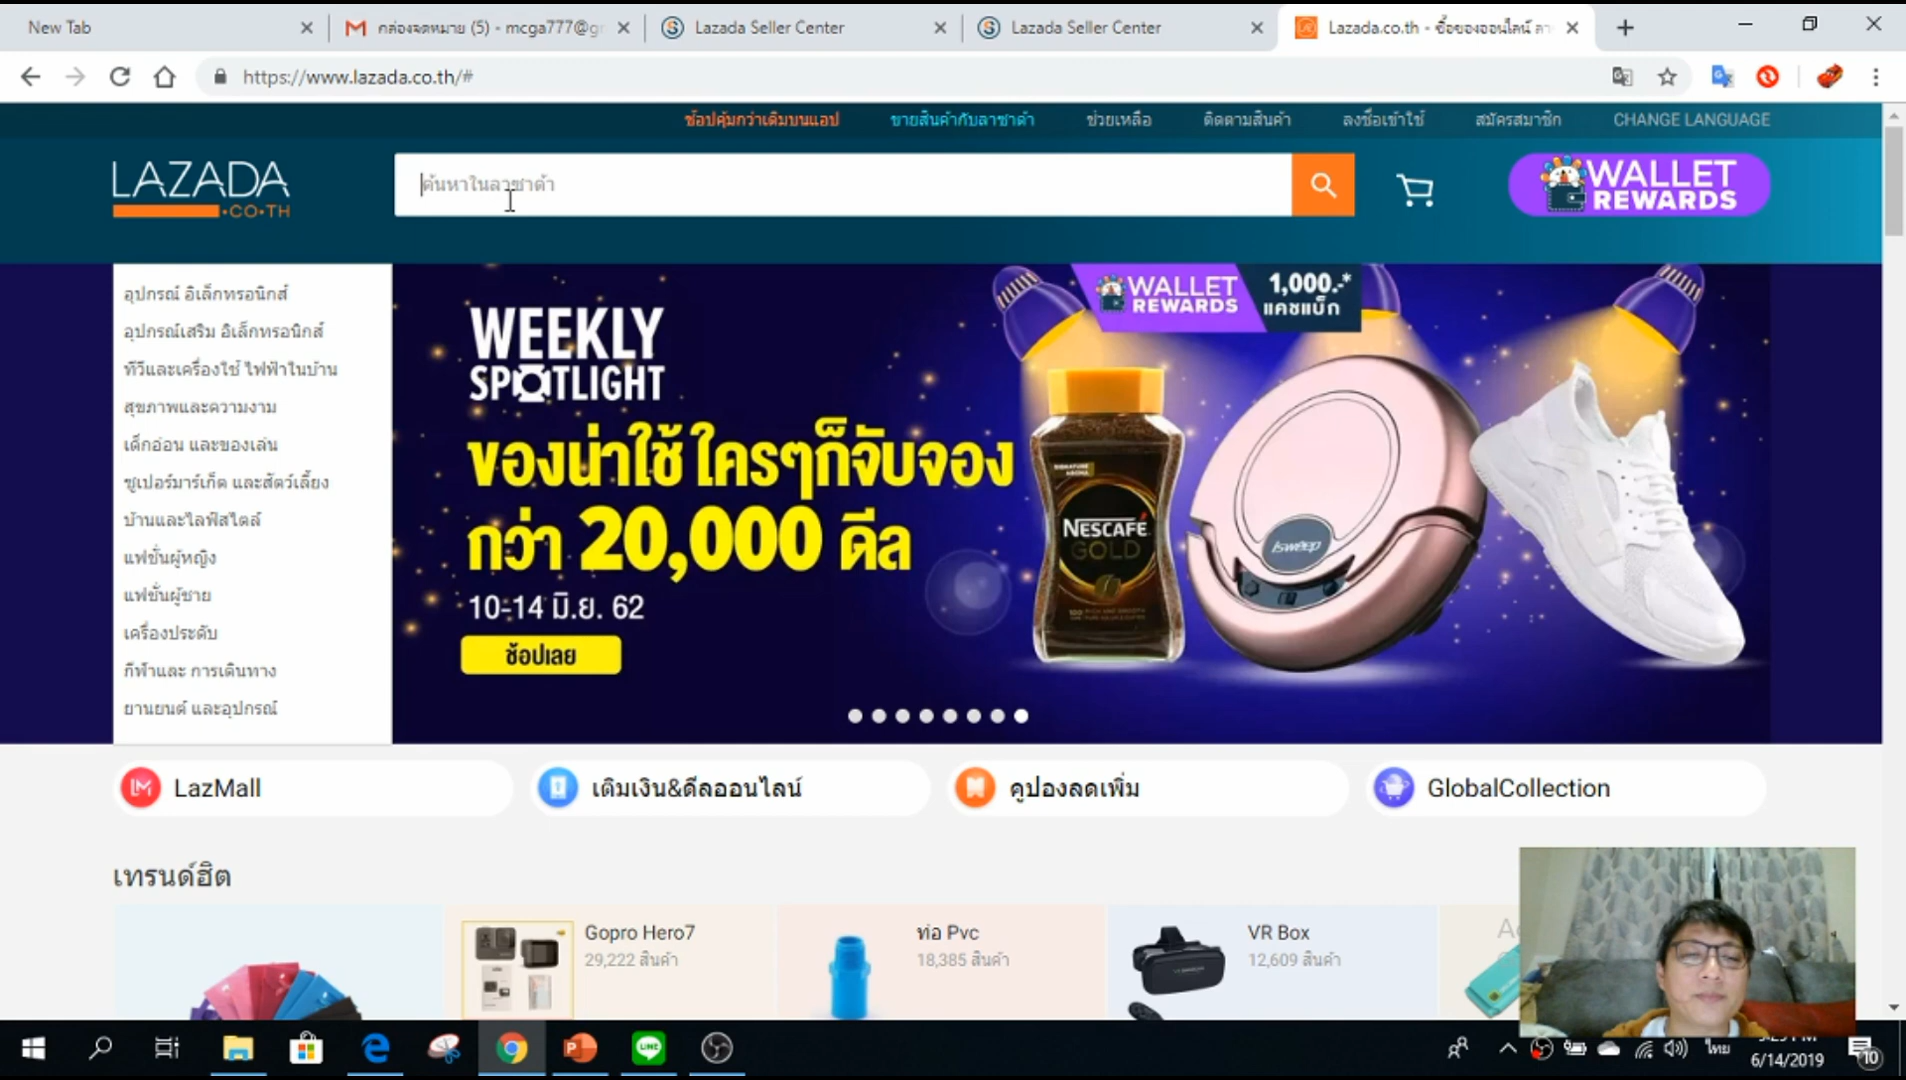 New Tab
กล่องจดหมาย (5) - mcga777@gr
Lazada Seller Center
Lazada Seller Center
Lazada.co.th - ซื้อของออนไลน์ ลา
https://www.lazada.co.th/#
ช้อปคุ้มกว่าเดิมบนแอป
ขายสินค้ากับลาซาด้า
ช่วยเหลือ
ติดตามสินค้า
ลงชื่อเข้าใช้
สมัครสมาชิก
CHANGE LANGUAGE
LAZADA
.CO.TH
ค้นหาในลาซาด้า
WALLET
REWARDS
อุปกรณ์ อิเล็กทรอนิกส์
อุปกรณ์เสริม อิเล็กทรอนิกส์
ทีวีและเครื่องใช้ ไฟฟ้าในบ้าน
สุขภาพและความงาม
เด็กอ่อน และของเล่น
ซูเปอร์มาร์เก็ต และสัตว์เลี้ยง
บ้านและไลฟ์สไตล์
แฟชั่นผู้หญิง
แฟชั่นผู้ชาย
เครื่องประดับ
กีฬาและ การเดินทาง
ยานยนต์ และอุปกรณ์
WEEKLY
SPOTLIGHT
ของน่าใช้ ใครๆก็จับจอง
กว่า 20,000 ดีล
10-14 มิ.ย. 62
ช้อปเลย
WALLET
REWARDS
1,000.-*
แคชแบ็ก
NESCAFÉ
GOLD
isweep
LazMall
เติมเงิน&ดีลออนไลน์
คูปองลดเพิ่ม
GlobalCollection
เทรนด์ฮิต
Gopro Hero7
29,222 สินค้า
ท่อ Pvc
18,385 สินค้า
VR Box
12,609 สินค้า
ไทย
6/14/2019
10